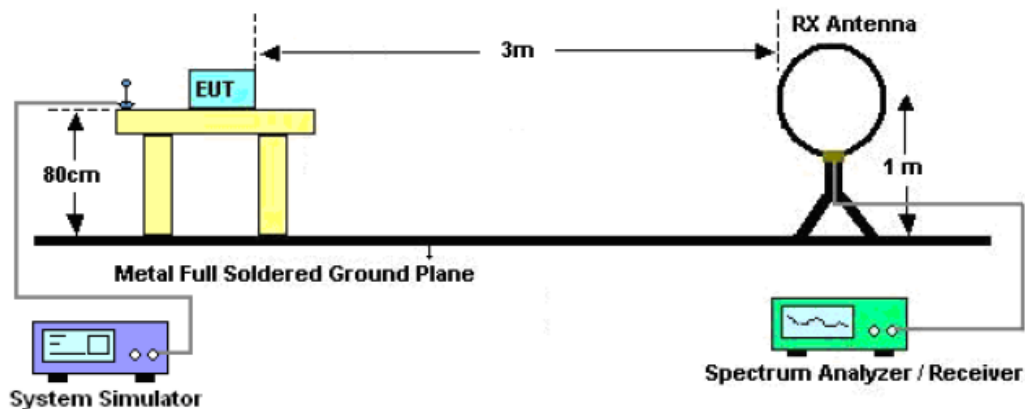 RX Antenna
3m
EUT
80cm
1 m
Metal Full Soldered Ground Plane
System Simulator
Spectrum Analyzer / Receiver